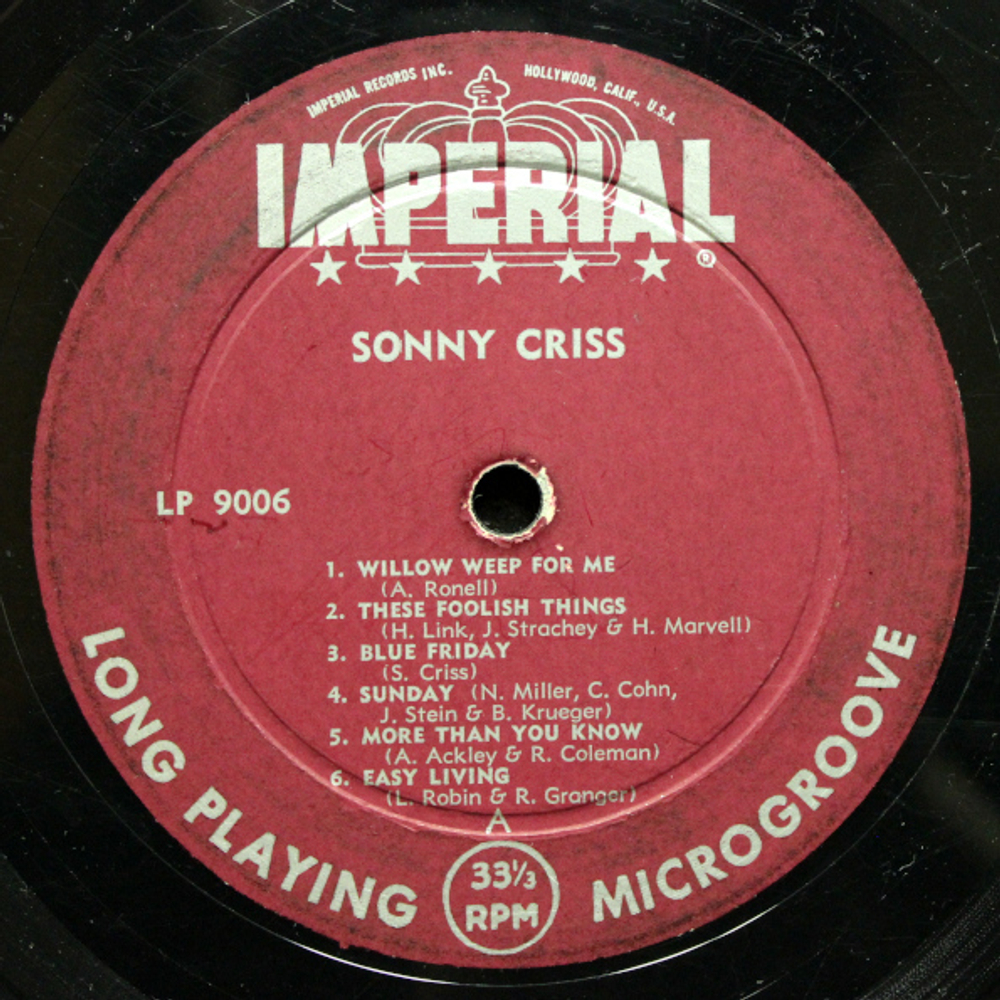 IMPERIAL RECORDS INC. HOLLYWOOD, CALIF., U.S.A.
IMPERIAL
®
SONNY CRISS
LP 9006
1. WILLOW WEEP FOR ME
(A. Ronell)
2. THESE FOOLISH THINGS
(H. Link, J. Strachey & H. Marvell)
3. BLUE FRIDAY
(S. Criss)
4. SUNDAY (N. Miller, C. Cohn,
J. Stein & B. Krueger)
5. MORE THAN YOU KNOW
(A. Ackley & R. Coleman)
6. EASY LIVING
(L. Robin & R. Granger)
A
33⅓
RPM
LONG PLAYING MICROGROOVE